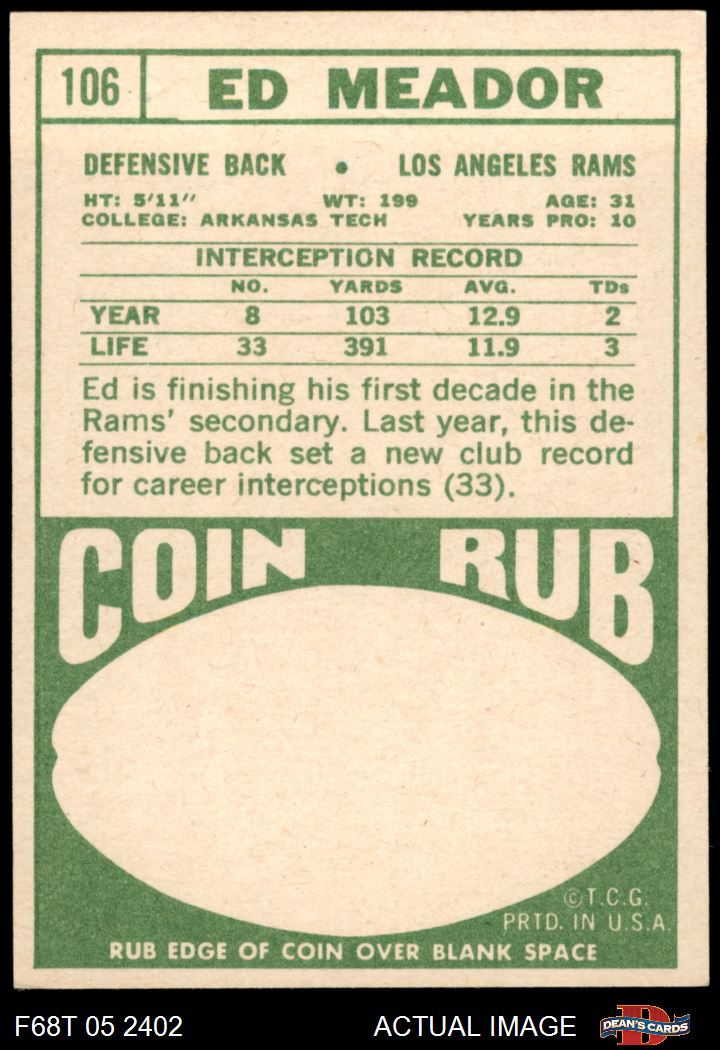 106 ED MEADOR
DEFENSIVE BACK • LOS ANGELES RAMS
HT: 5'11" WT: 199 AGE: 31
COLLEGE: ARKANSAS TECH YEARS PRO: 10
INTERCEPTION RECORD
NO. YARDS AVG. TDs
YEAR 8 103 12.9 2
LIFE 33 391 11.9 3
Ed is finishing his first decade in the
Rams' secondary. Last year, this de-
fensive back set a new club record
for career interceptions (33).
COIN RUB
©T.C.G.
PRTD. IN U.S.A.
RUB EDGE OF COIN OVER BLANK SPACE
F68T 05 2402 ACTUAL IMAGE D DEAN'S CARDS